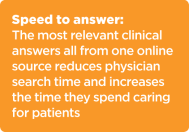 Speed to answer:
The most relevant clinical
answers all from one online
source reduces physician
search time and increases
the time they spend caring
for patients